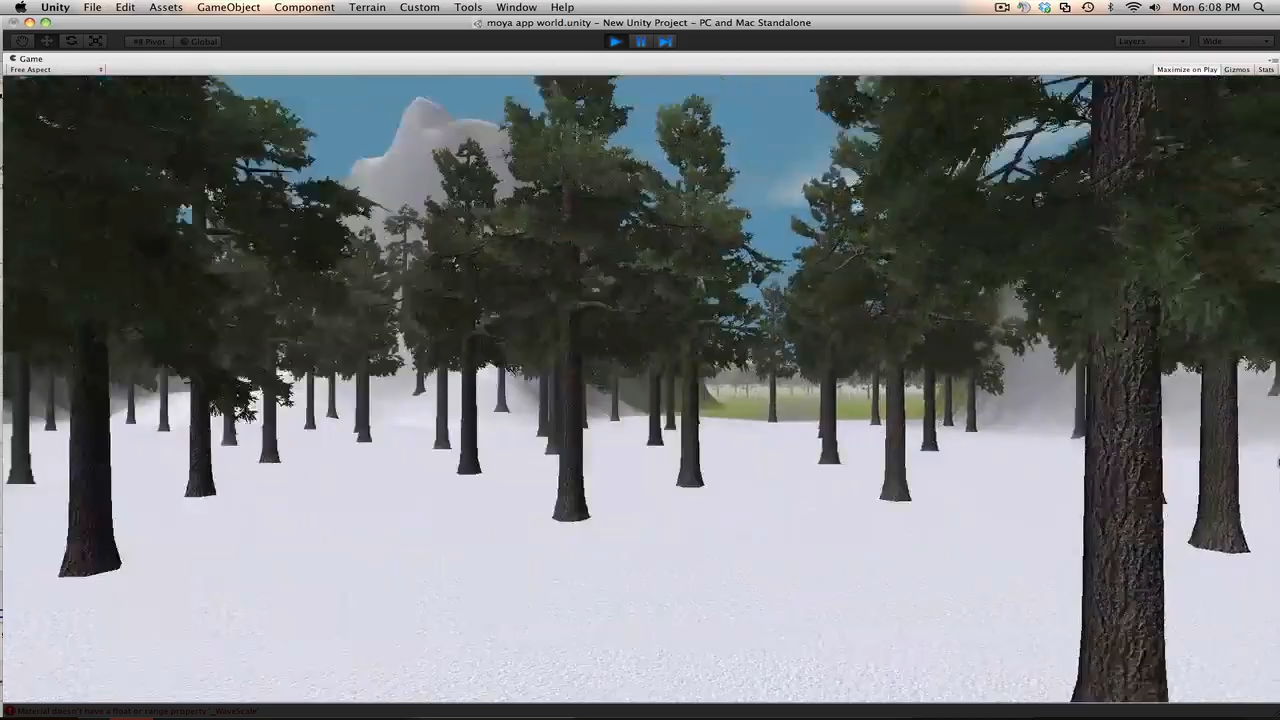 Unity File Edit Assets GameObject Component Terrain Custom Tools Window Help Mon 6:08 PM
moya app world.unity - New Unity Project - PC and Mac Standalone
Pivot Global Layers Wide
Game
Free Aspect Maximize on Play Gizmos Stats
Material doesn't have a float or range property '_WaveScale'